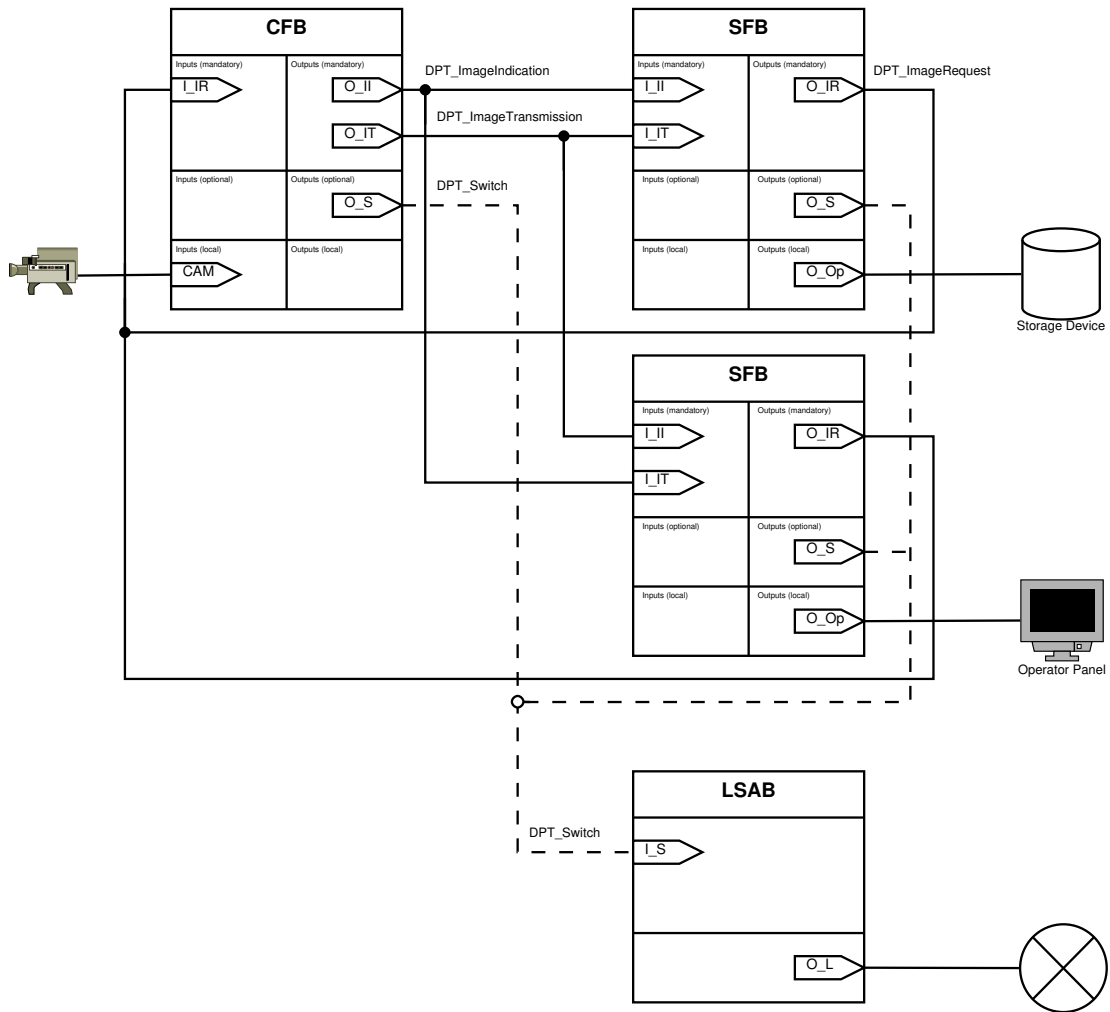 CFB
Inputs (mandatory)
Outputs (mandatory)
I_IR
O_II
O_IT
Inputs (optional)
Outputs (optional)
O_S
Inputs (local)
Outputs (local)
CAM
DPT_ImageIndication
DPT_ImageTransmission
DPT_Switch
SFB
Inputs (mandatory)
Outputs (mandatory)
I_II
O_IR
I_IT
Inputs (optional)
Outputs (optional)
O_S
Inputs (local)
Outputs (local)
O_Op
DPT_ImageRequest
Storage Device
SFB
Inputs (mandatory)
Outputs (mandatory)
I_II
O_IR
I_IT
Inputs (optional)
Outputs (optional)
O_S
Inputs (local)
Outputs (local)
O_Op
Operator Panel
LSAB
DPT_Switch
I_S
O_L